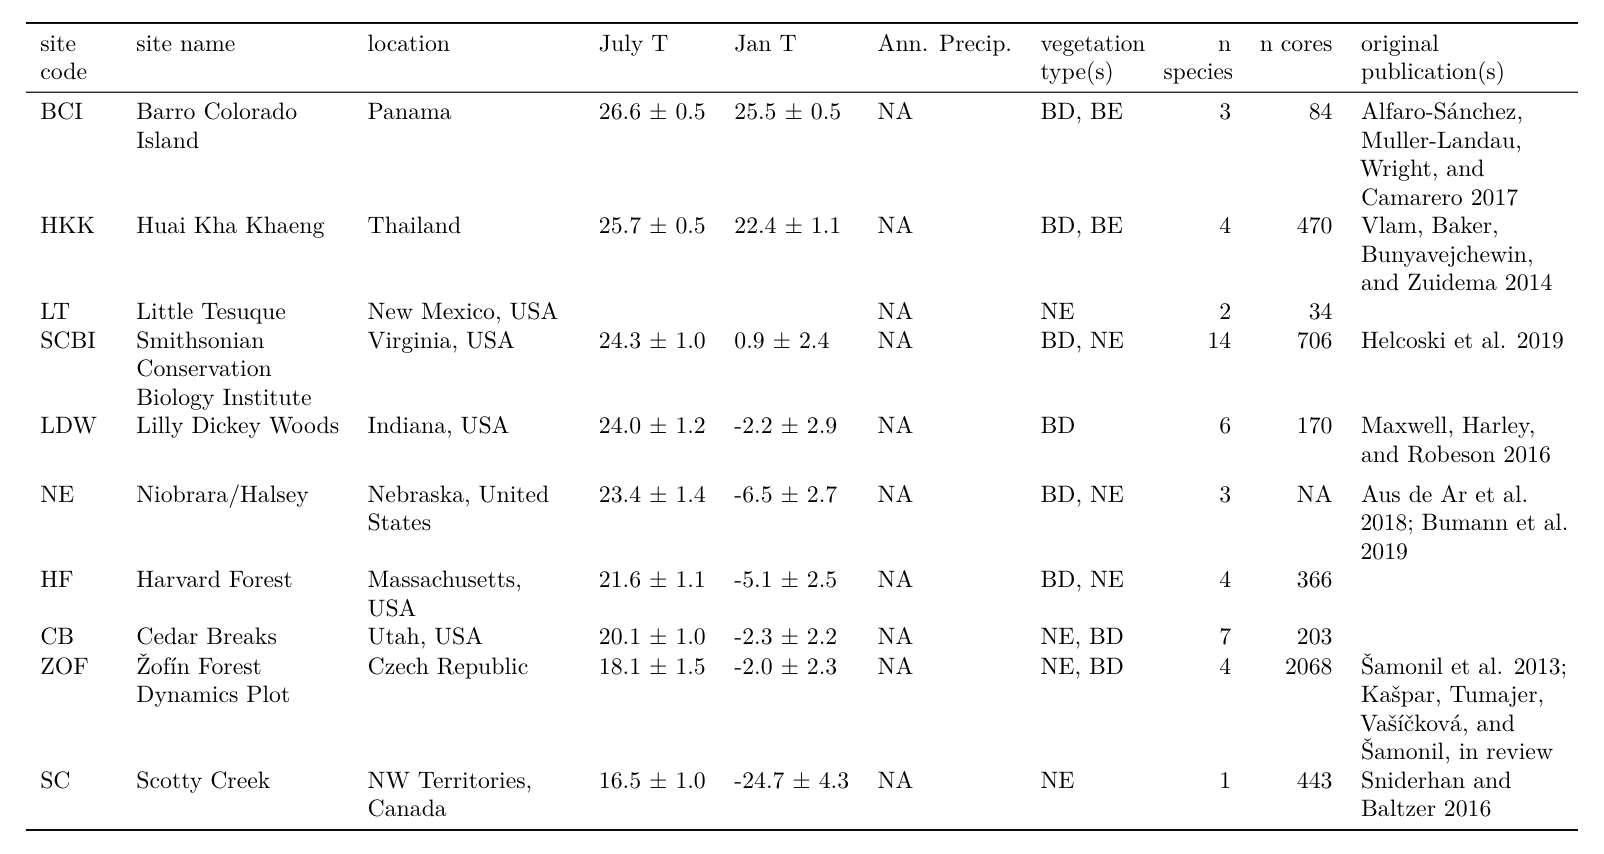 site site name location July T Jan T Ann. Precip. vegetation n n cores original
code type(s) species publication(s)
BCI Barro Colorado Panama 26.6 ± 0.5 25.5 ± 0.5 NA BD, BE 3 84 Alfaro-Sánchez,
Island Muller-Landau,
Wright, and
Camarero 2017
HKK Huai Kha Khaeng Thailand 25.7 ± 0.5 22.4 ± 1.1 NA BD, BE 4 470 Vlam, Baker,
Bunyavejchewin,
and Zuidema 2014
LT Little Tesuque New Mexico, USA NA NE 2 34
SCBI Smithsonian Virginia, USA 24.3 ± 1.0 0.9 ± 2.4 NA BD, NE 14 706 Helcoski et al. 2019
Conservation
Biology Institute
LDW Lilly Dickey Woods Indiana, USA 24.0 ± 1.2 -2.2 ± 2.9 NA BD 6 170 Maxwell, Harley,
and Robeson 2016
NE Niobrara/Halsey Nebraska, United 23.4 ± 1.4 -6.5 ± 2.7 NA BD, NE 3 NA Aus de Ar et al.
States 2018; Bumann et al.
2019
HF Harvard Forest Massachusetts, 21.6 ± 1.1 -5.1 ± 2.5 NA BD, NE 4 366
USA
CB Cedar Breaks Utah, USA 20.1 ± 1.0 -2.3 ± 2.2 NA NE, BD 7 203
ZOF Žofín Forest Czech Republic 18.1 ± 1.5 -2.0 ± 2.3 NA NE, BD 4 2068 Šamonil et al. 2013;
Dynamics Plot Kašpar, Tumajer,
Vašíčková, and
Šamonil, in review
SC Scotty Creek NW Territories, 16.5 ± 1.0 -24.7 ± 4.3 NA NE 1 443 Sniderhan and
Canada Baltzer 2016